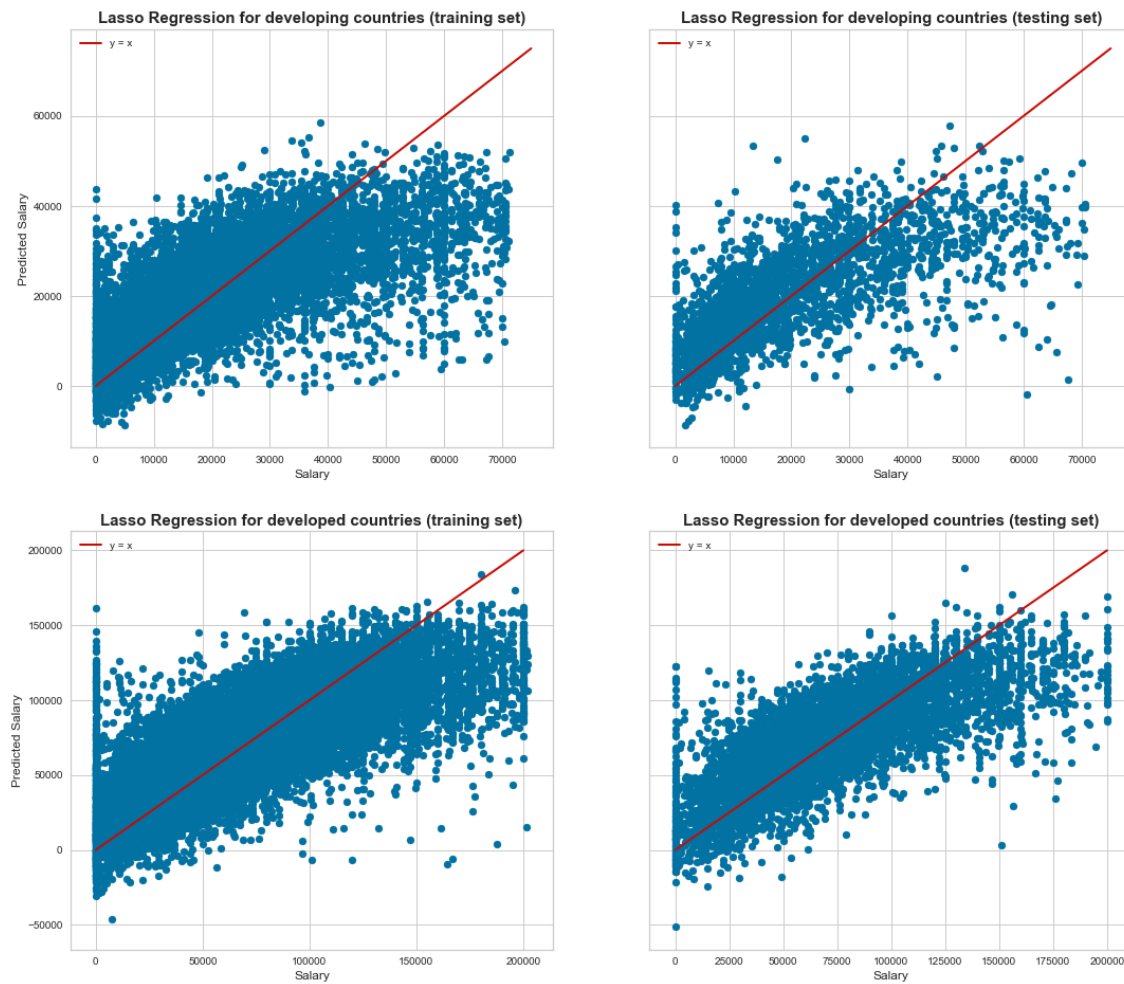 Lasso Regression for developing countries (training set)
y = x
60000
40000
20000
0
Predicted Salary
0 10000 20000 30000 40000 50000 60000 70000
Salary
Lasso Regression for developing countries (testing set)
y = x
0 10000 20000 30000 40000 50000 60000 70000
Salary
Lasso Regression for developed countries (training set)
y = x
200000
150000
100000
50000
0
−50000
Predicted Salary
0 50000 100000 150000 200000
Salary
Lasso Regression for developed countries (testing set)
y = x
0 25000 50000 75000 100000 125000 150000 175000 200000
Salary